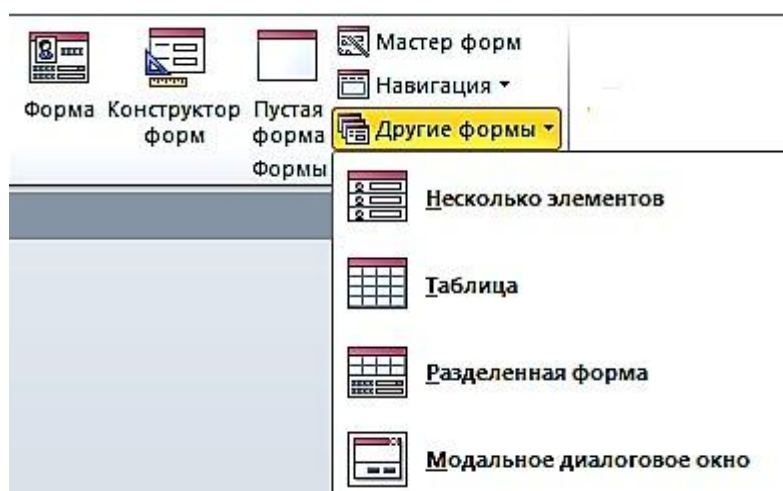 Форма
Конструктор
форм
Пустая
форма
Мастер форм
Навигация
Другие формы
Формы
Несколько элементов
Таблица
Разделенная форма
Модальное диалоговое окно